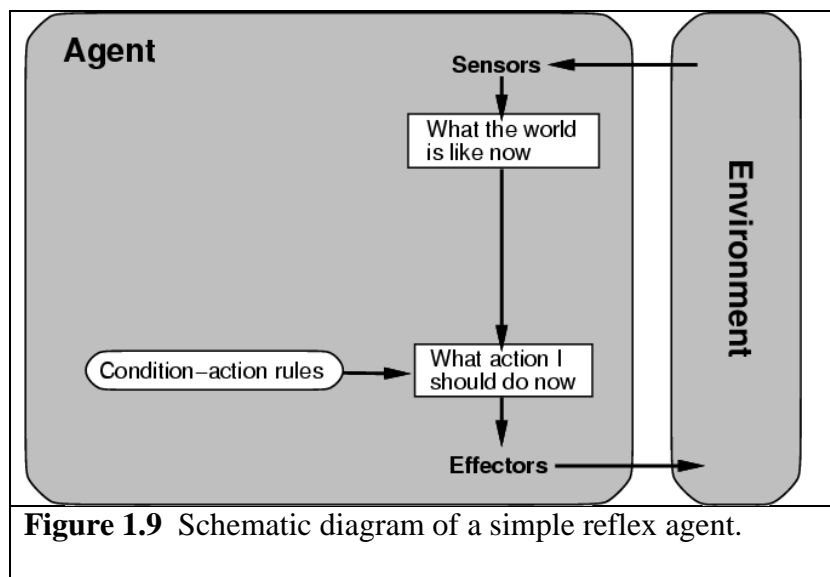 Agent
Sensors
What the world
is like now
Environment
Condition–action rules
What action I
should do now
Effectors
Figure 1.9 Schematic diagram of a simple reflex agent.